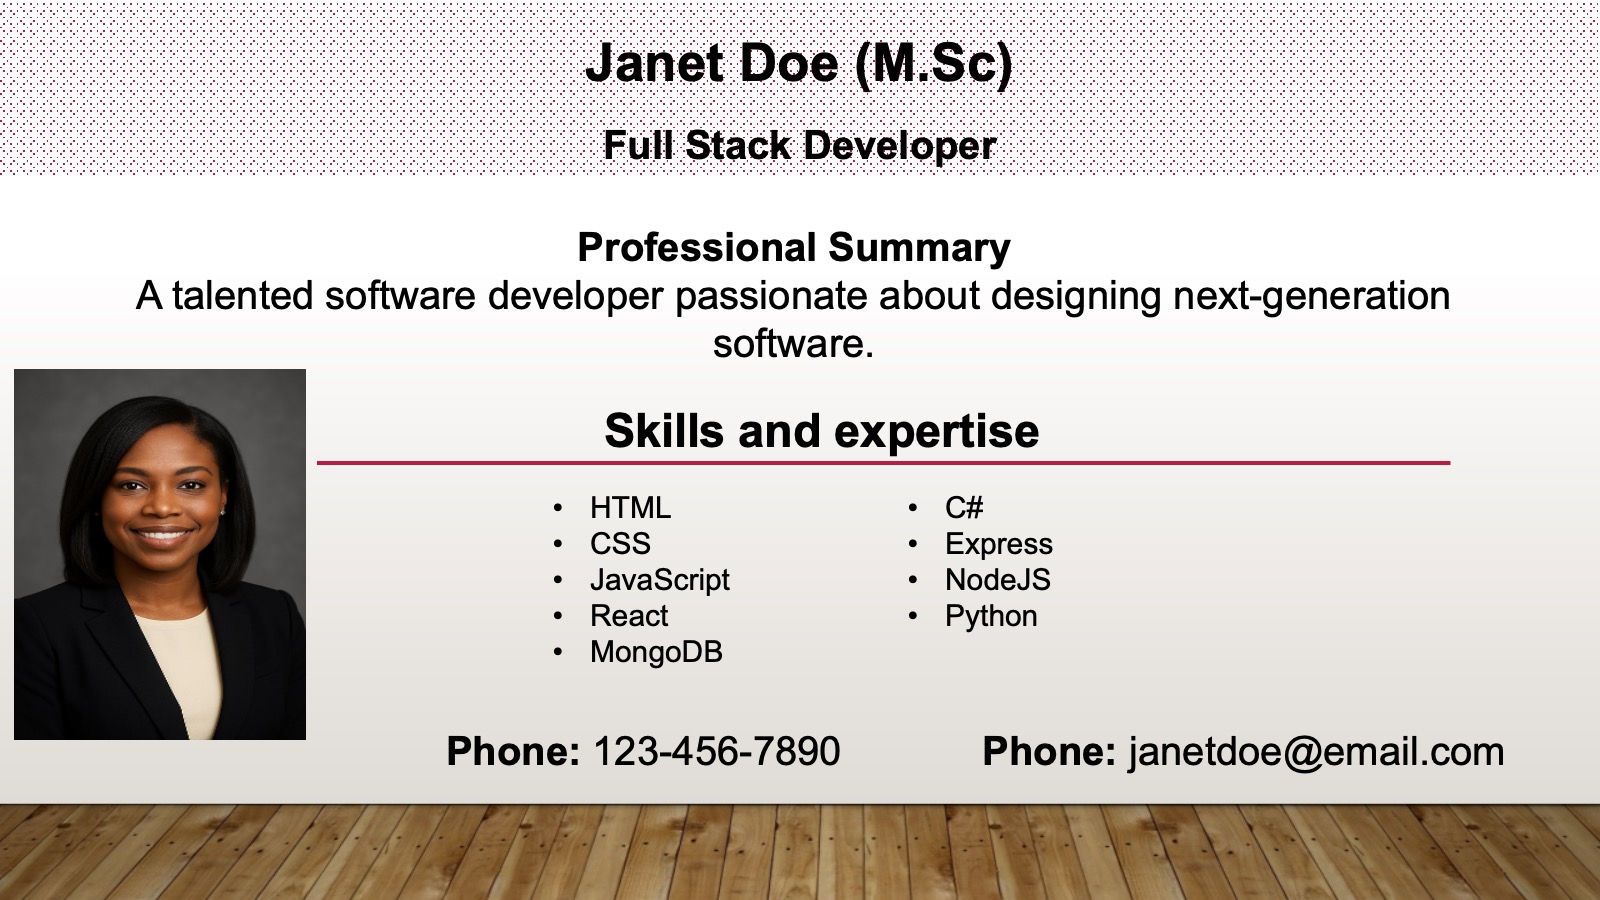 Janet Doe (M.Sc)
Full Stack Developer
Professional Summary
A talented software developer passionate about designing next-generation
software.
Skills and expertise
• HTML
• CSS
• JavaScript
• React
• MongoDB
• C#
• Express
• NodeJS
• Python
Phone: 123-456-7890
Phone: janetdoe@email.com